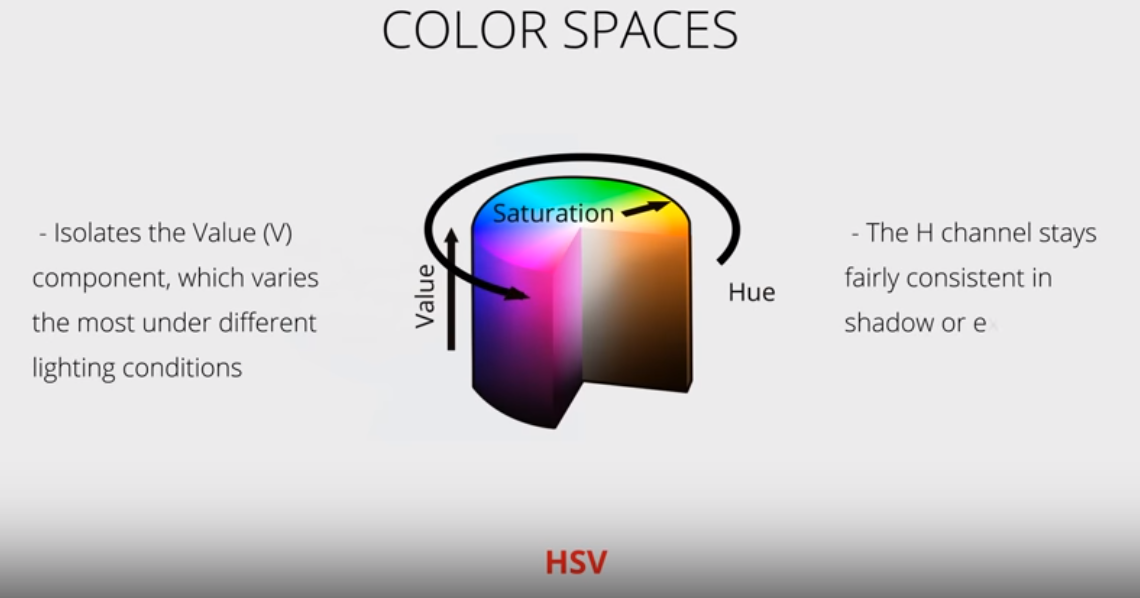 COLOR SPACES
- Isolates the Value (V)
component, which varies
the most under different
lighting conditions
Value
Saturation
Hue
- The H channel stays
fairly consistent in
shadow or e
HSV